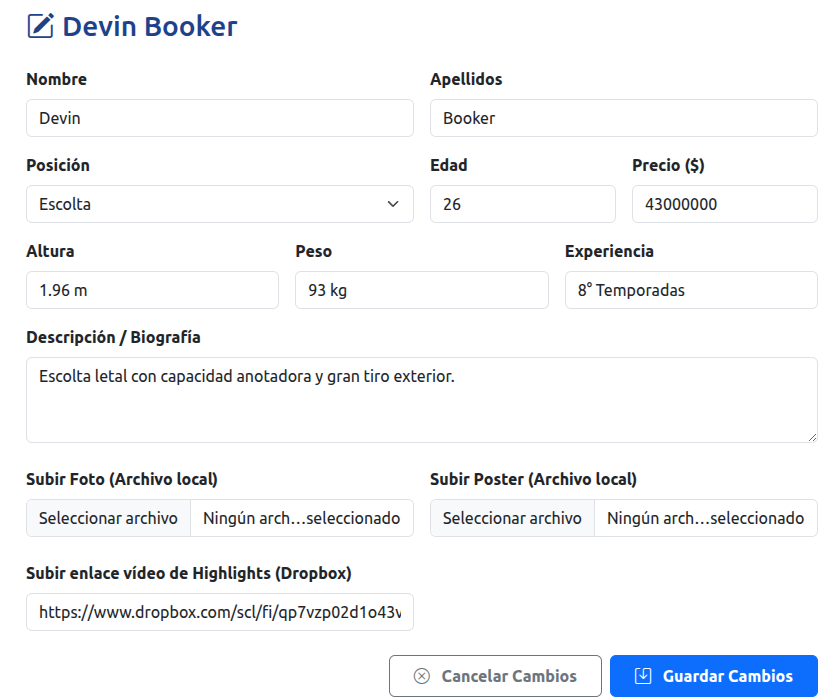 Devin Booker
Nombre
Apellidos
Devin
Booker
Posición
Edad
Precio ($)
Escolta
26
43000000
Altura
Peso
Experiencia
1.96 m
93 kg
8° Temporadas
Descripción / Biografía
Escolta letal con capacidad anotadora y gran tiro exterior.
Subir Foto (Archivo local)
Subir Poster (Archivo local)
Seleccionar archivo
Ningún arch...seleccionado
Seleccionar archivo
Ningún arch...seleccionado
Subir enlace vídeo de Highlights (Dropbox)
https://www.dropbox.com/scl/fi/qp7vzp02d1o43v
Cancelar Cambios
Guardar Cambios